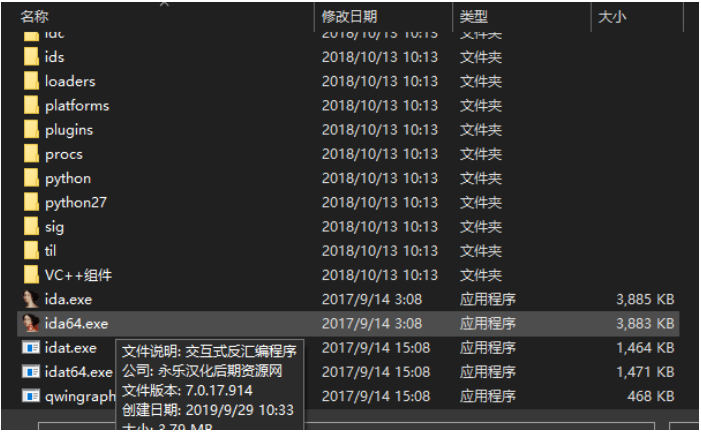 名称 修改日期 类型 大小
idc 2018/10/13 10:13 文件夹
ids 2018/10/13 10:13 文件夹
loaders 2018/10/13 10:13 文件夹
platforms 2018/10/13 10:13 文件夹
plugins 2018/10/13 10:13 文件夹
procs 2018/10/13 10:13 文件夹
python 2018/10/13 10:13 文件夹
python27 2018/10/13 10:13 文件夹
sig 2018/10/13 10:13 文件夹
til 2018/10/13 10:13 文件夹
VC++组件 2018/10/13 10:13 文件夹
ida.exe 2017/9/14 3:08 应用程序 3,885 KB
ida64.exe 2017/9/14 3:08 应用程序 3,883 KB
idat.exe 2017/9/14 15:08 应用程序 1,464 KB
idat64.exe 2017/9/14 15:08 应用程序 1,471 KB
qwingraph 2017/9/14 15:08 应用程序 468 KB
文件说明: 交互式反汇编程序
公司: 永乐汉化后期资源网
文件版本: 7.0.17.914
创建日期: 2019/9/29 10:33
大小: 3.79 MB